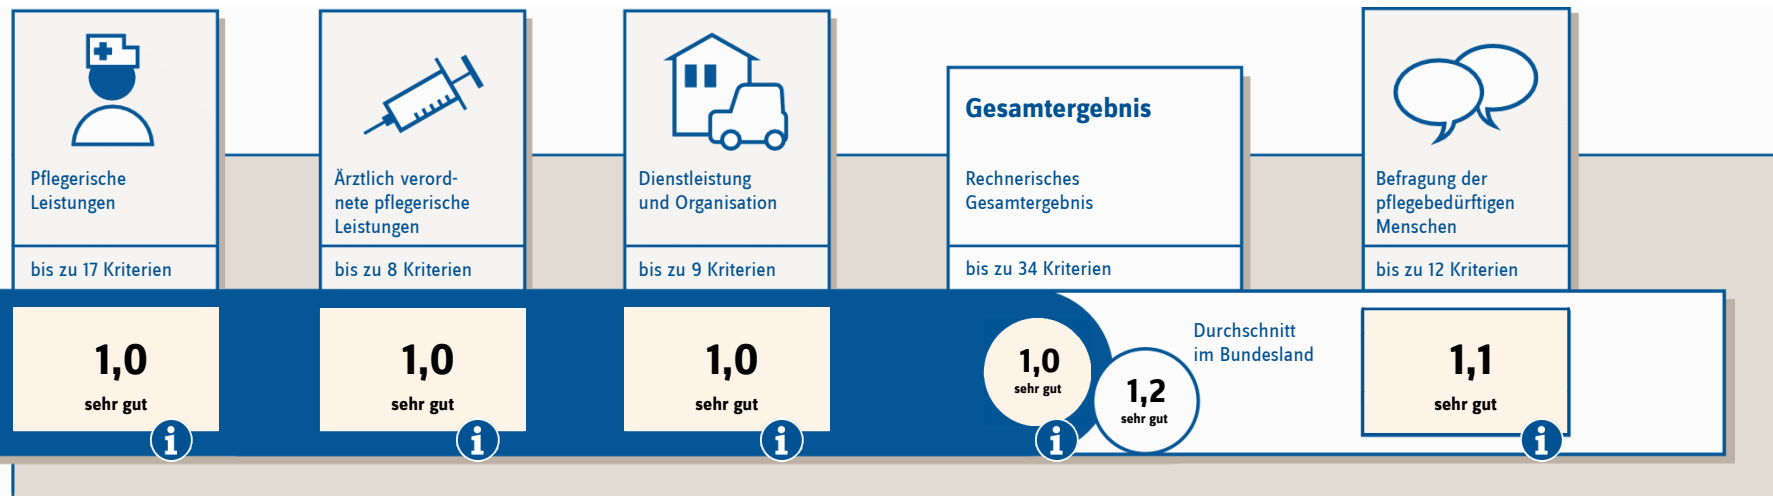 Pflegerische
Leistungen
bis zu 17 Kriterien
1,0
sehr gut
i
Ärztlich verord-
nete pflegerische
Leistungen
bis zu 8 Kriterien
1,0
sehr gut
i
Dienstleistung
und Organisation
bis zu 9 Kriterien
1,0
sehr gut
i
Gesamtergebnis
Rechnerisches
Gesamtergebnis
bis zu 34 Kriterien
1,0
sehr gut
i
1,2
sehr gut
Durchschnitt
im Bundesland
Befragung der
pflegebedürftigen
Menschen
bis zu 12 Kriterien
1,1
sehr gut
i